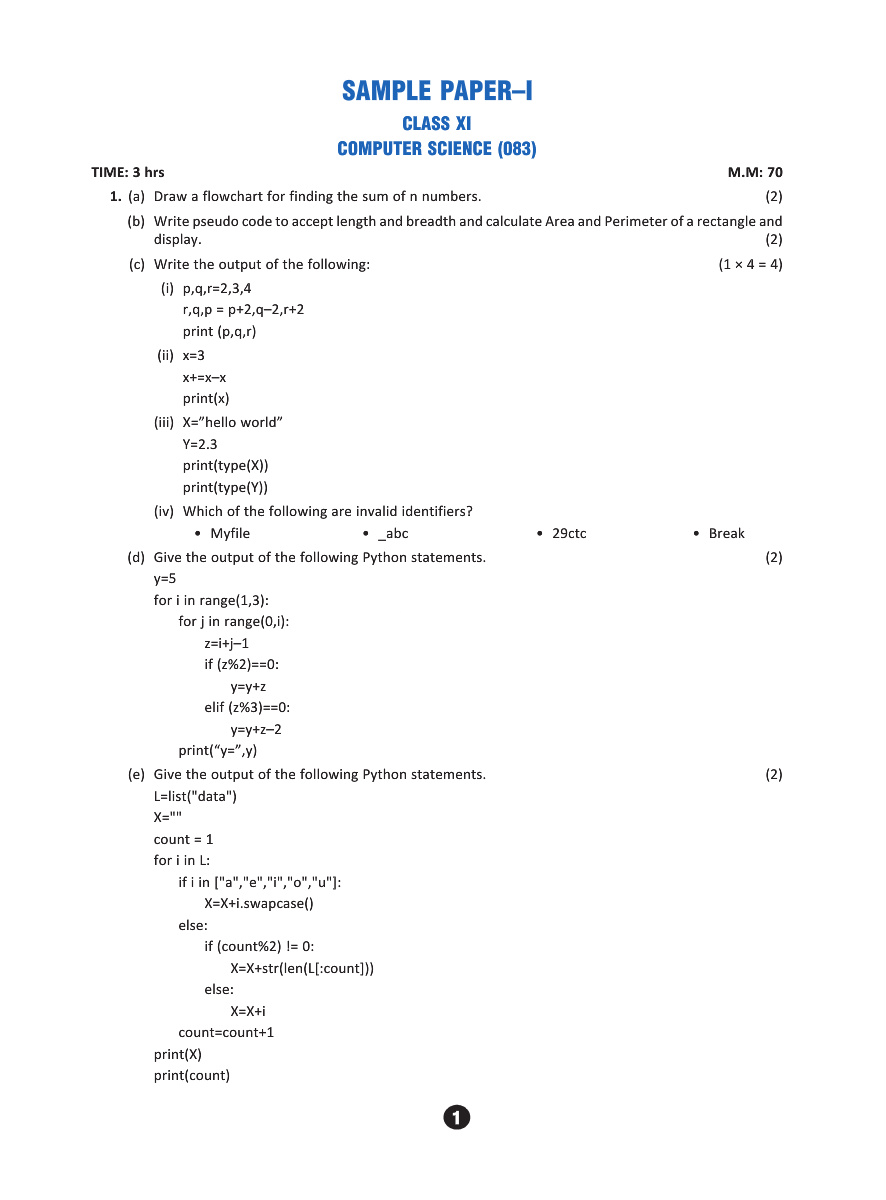 SAMPLE PAPER–I
CLASS XI
COMPUTER SCIENCE (083)
TIME: 3 hrs M.M: 70
1. (a) Draw a flowchart for finding the sum of n numbers. (2)
(b) Write pseudo code to accept length and breadth and calculate Area and Perimeter of a rectangle and
display. (2)
(c) Write the output of the following: (1 × 4 = 4)
(i) p,q,r=2,3,4
r,q,p = p+2,q–2,r+2
print (p,q,r)
(ii) x=3
x+=x–x
print(x)
(iii) X=”hello world”
Y=2.3
print(type(X))
print(type(Y))
(iv) Which of the following are invalid identifiers?
• Myfile • _abc • 29ctc • Break
(d) Give the output of the following Python statements. (2)
y=5
for i in range(1,3):
for j in range(0,i):
z=i+j–1
if (z%2)==0:
y=y+z
elif (z%3)==0:
y=y+z–2
print(“y=”,y)
(e) Give the output of the following Python statements. (2)
L=list("data")
X=""
count = 1
for i in L:
if i in ["a","e","i","o","u"]:
X=X+i.swapcase()
else:
if (count%2) != 0:
X=X+str(len(L[:count]))
else:
X=X+i
count=count+1
print(X)
print(count)
1